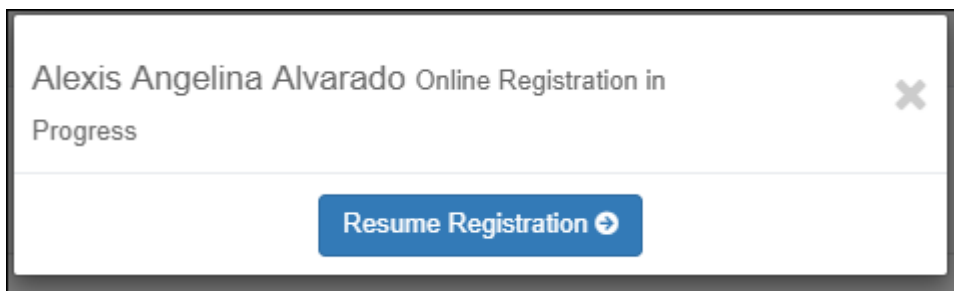 Alexis Angelina Alvarado Online Registration in
Progress
Resume Registration